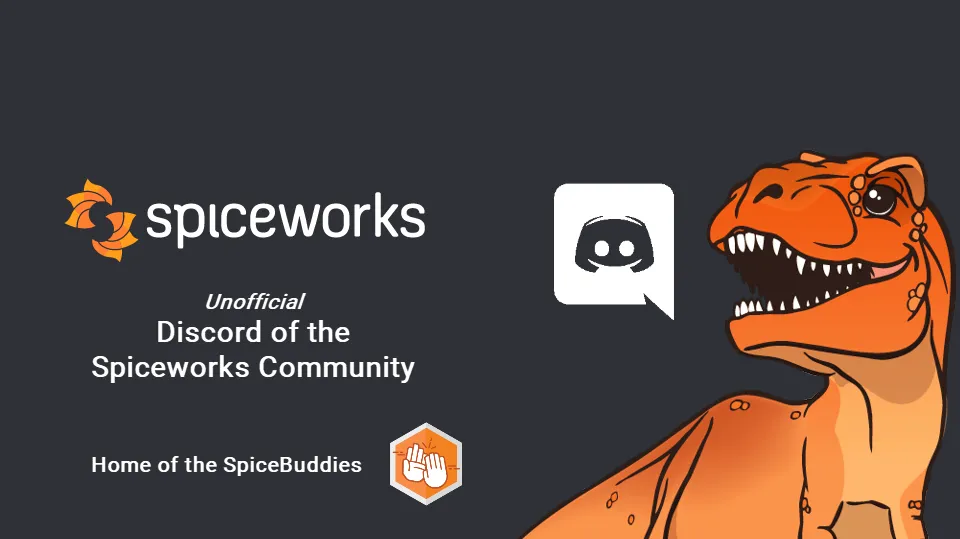 spiceworks
Unofficial
Discord of the
Spiceworks Community
Home of the SpiceBuddies